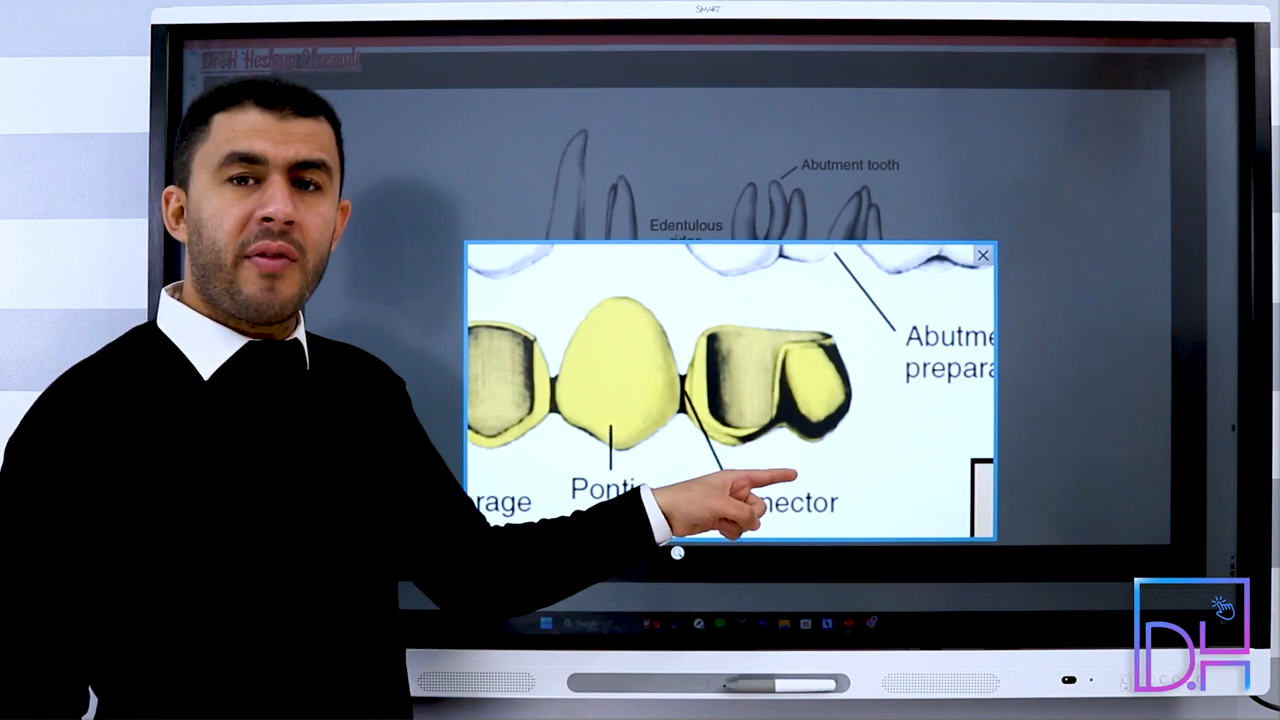 SMART
Abutment tooth
Edentulous
Abutme
prepara
Ponti
rage
nector
D.H